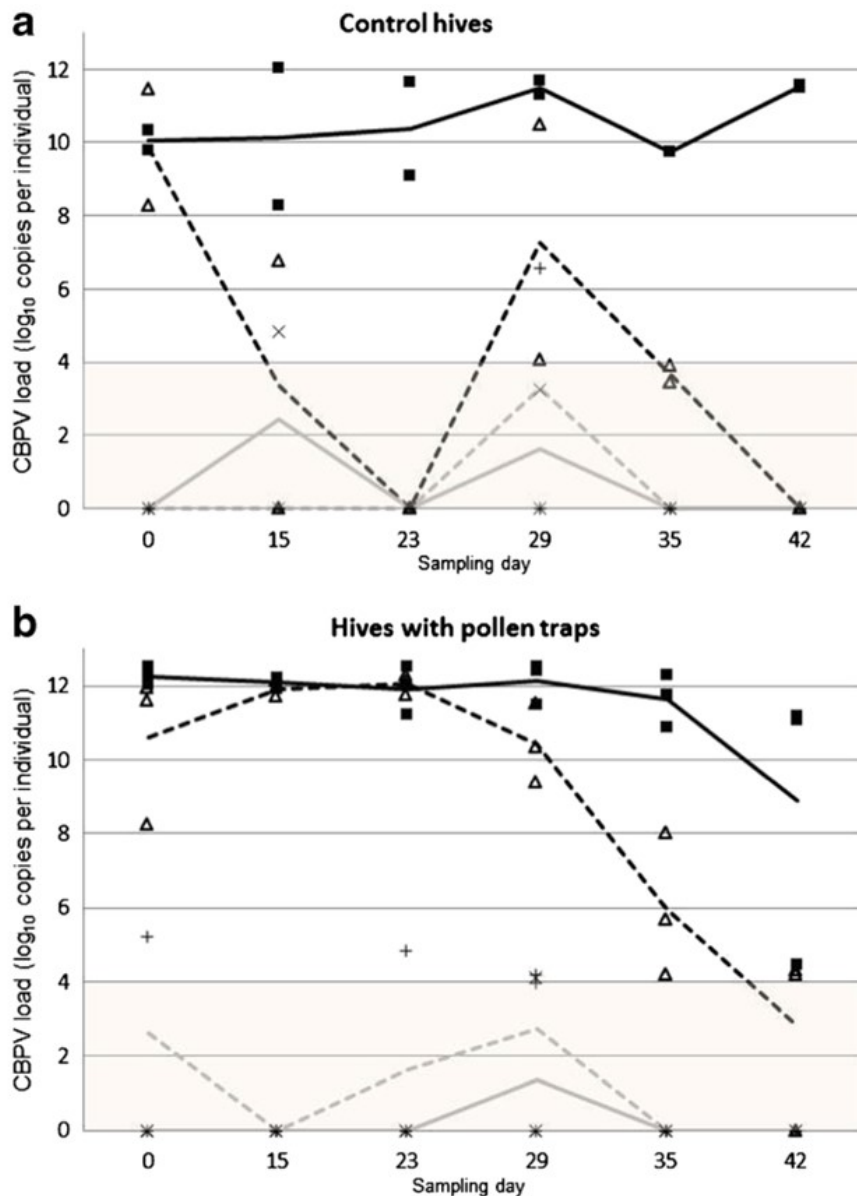 a
Control hives
CBPV load (log10 copies per individual)
12
10
8
6
4
2
0
0 15 23 29 35 42
Sampling day
b
Hives with pollen traps
CBPV load (log10 copies per individual)
12
10
8
6
4
2
0
0 15 23 29 35 42
Sampling day